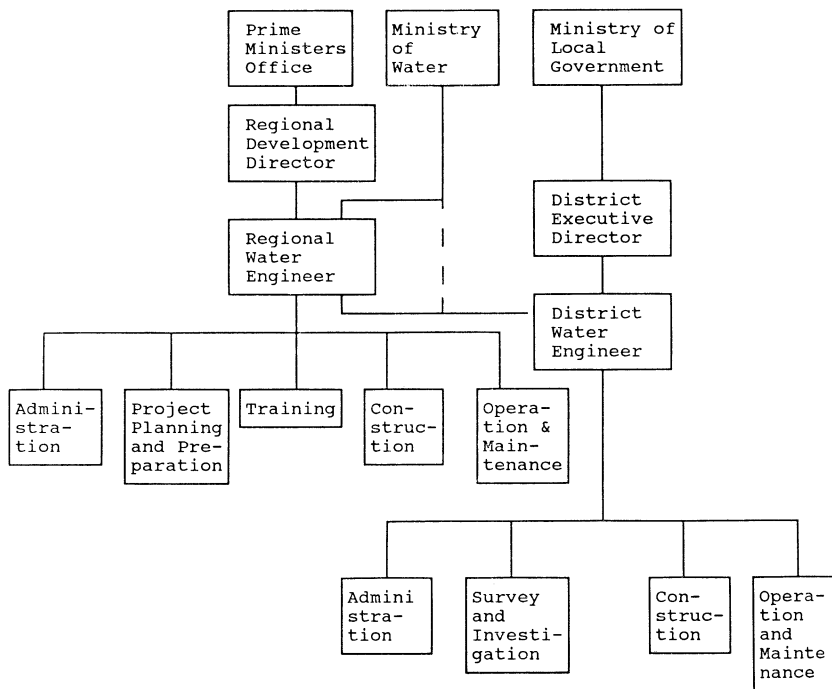 Prime
Ministers
Office
Ministry
of
Water
Ministry of
Local
Government
Regional
Development
Director
Regional
Water
Engineer
District
Executive
Director
District
Water
Engineer
Admini-
stra-
tion
Project
Planning
and Pre-
paration
Training
Con-
struc-
tion
Opera-
tion &
Main-
tenance
Admini
stra-
tion
Survey
and
Investi-
gation
Con-
struc-
tion
Opera-
tion
and
Mainte
nance